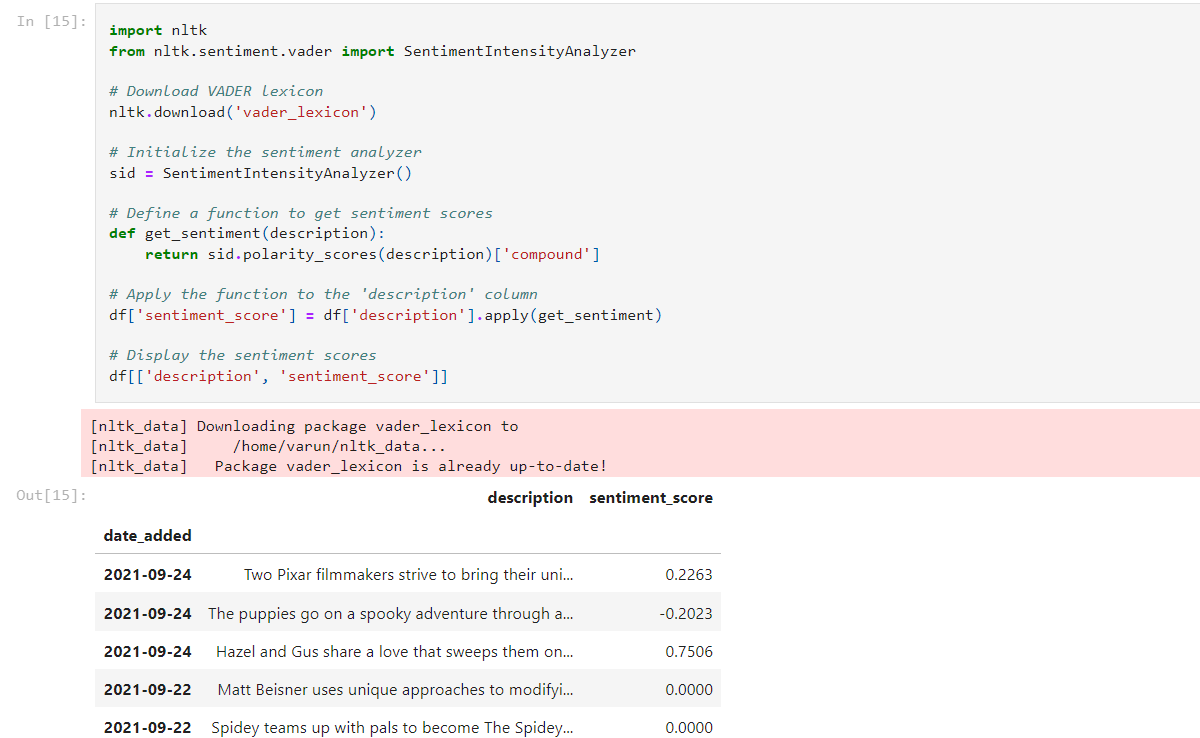 In [15]:
import nltk
from nltk.sentiment.vader import SentimentIntensityAnalyzer
# Download VADER lexicon
nltk.download('vader_lexicon')
# Initialize the sentiment analyzer
sid = SentimentIntensityAnalyzer()
# Define a function to get sentiment scores
def get_sentiment(description):
    return sid.polarity_scores(description)['compound']
# Apply the function to the 'description' column
df['sentiment_score'] = df['description'].apply(get_sentiment)
# Display the sentiment scores
df[['description', 'sentiment_score']]
[nltk_data] Downloading package vader_lexicon to
[nltk_data]     /home/varun/nltk_data...
[nltk_data]   Package vader_lexicon is already up-to-date!
Out[15]:
description sentiment_score
date_added
2021-09-24 Two Pixar filmmakers strive to bring their uni... 0.2263
2021-09-24 The puppies go on a spooky adventure through a... -0.2023
2021-09-24 Hazel and Gus share a love that sweeps them on... 0.7506
2021-09-22 Matt Beisner uses unique approaches to modifyi... 0.0000
2021-09-22 Spidey teams up with pals to become The Spidey... 0.0000